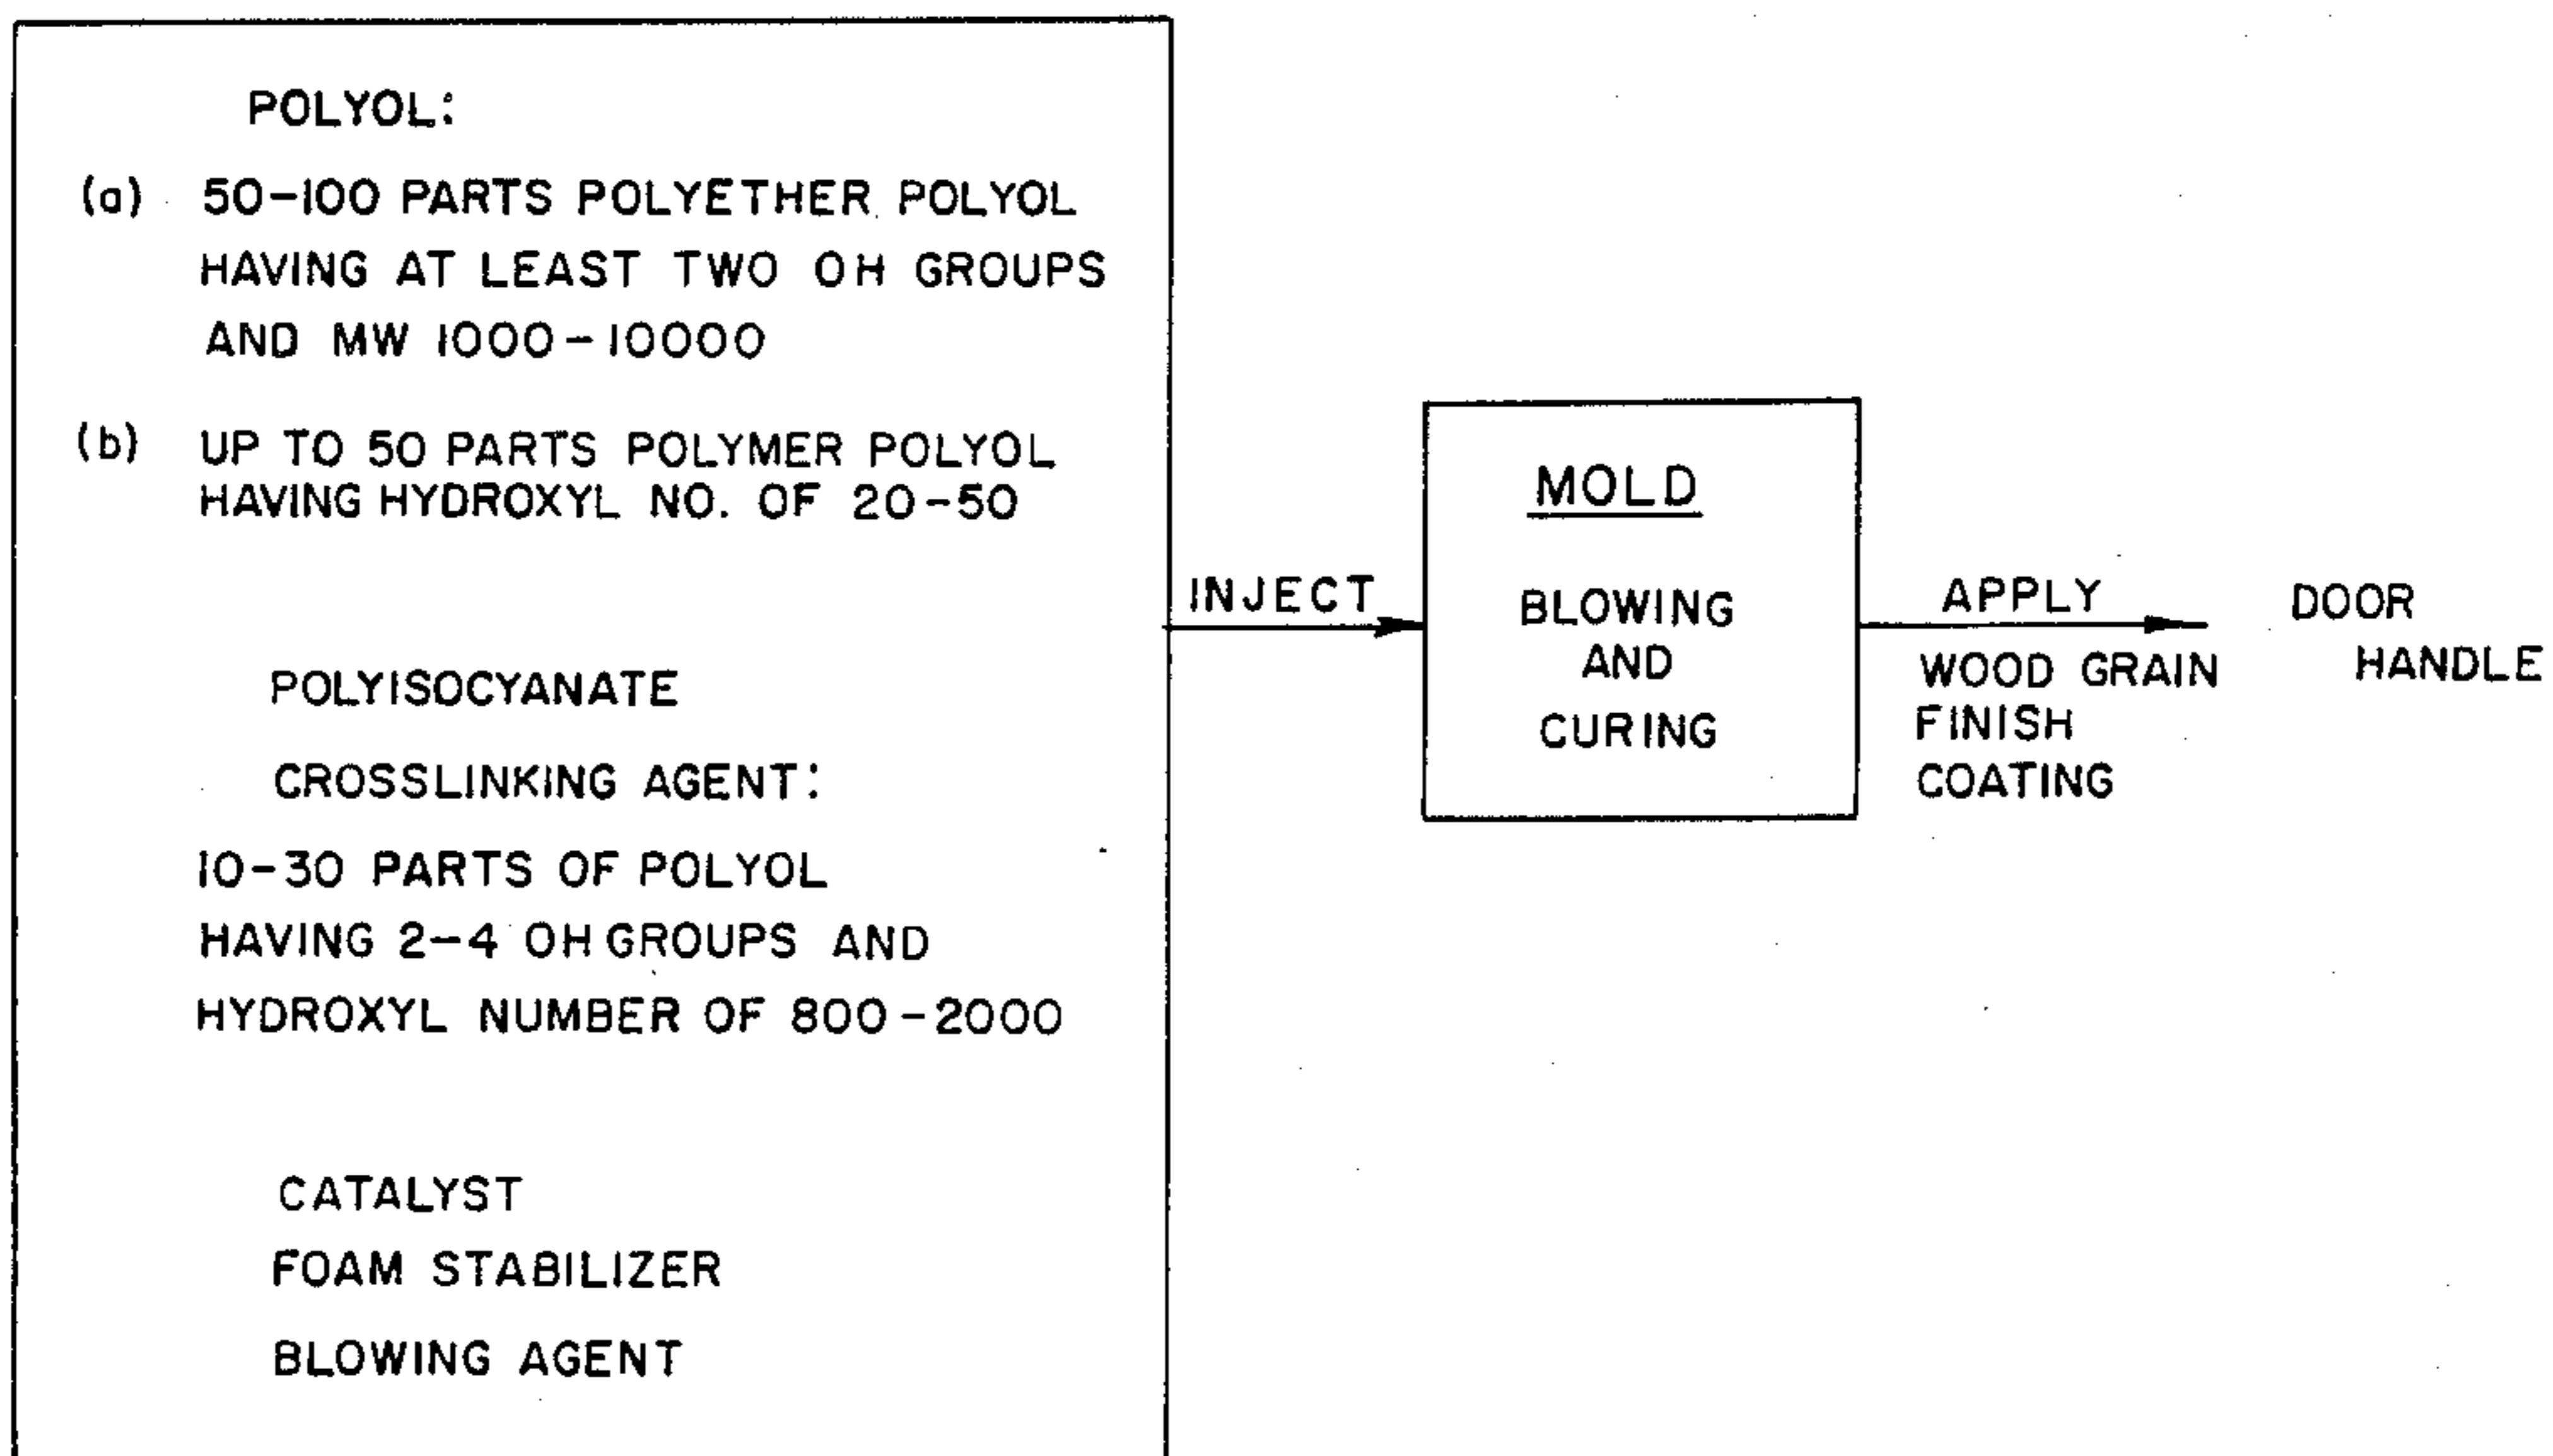 POLYOL:
(a) 50-100 PARTS POLYETHER POLYOL
HAVING AT LEAST TWO OH GROUPS
AND MW 1000-10000
(b) UP TO 50 PARTS POLYMER POLYOL
HAVING HYDROXYL NO. OF 20-50
POLYISOCYANATE
CROSSLINKING AGENT:
10-30 PARTS OF POLYOL
HAVING 2-4 OH GROUPS AND
HYDROXYL NUMBER OF 800-2000
CATALYST
FOAM STABILIZER
BLOWING AGENT
INJECT
MOLD
BLOWING
AND
CURING
APPLY
WOOD GRAIN
FINISH
COATING
DOOR
HANDLE